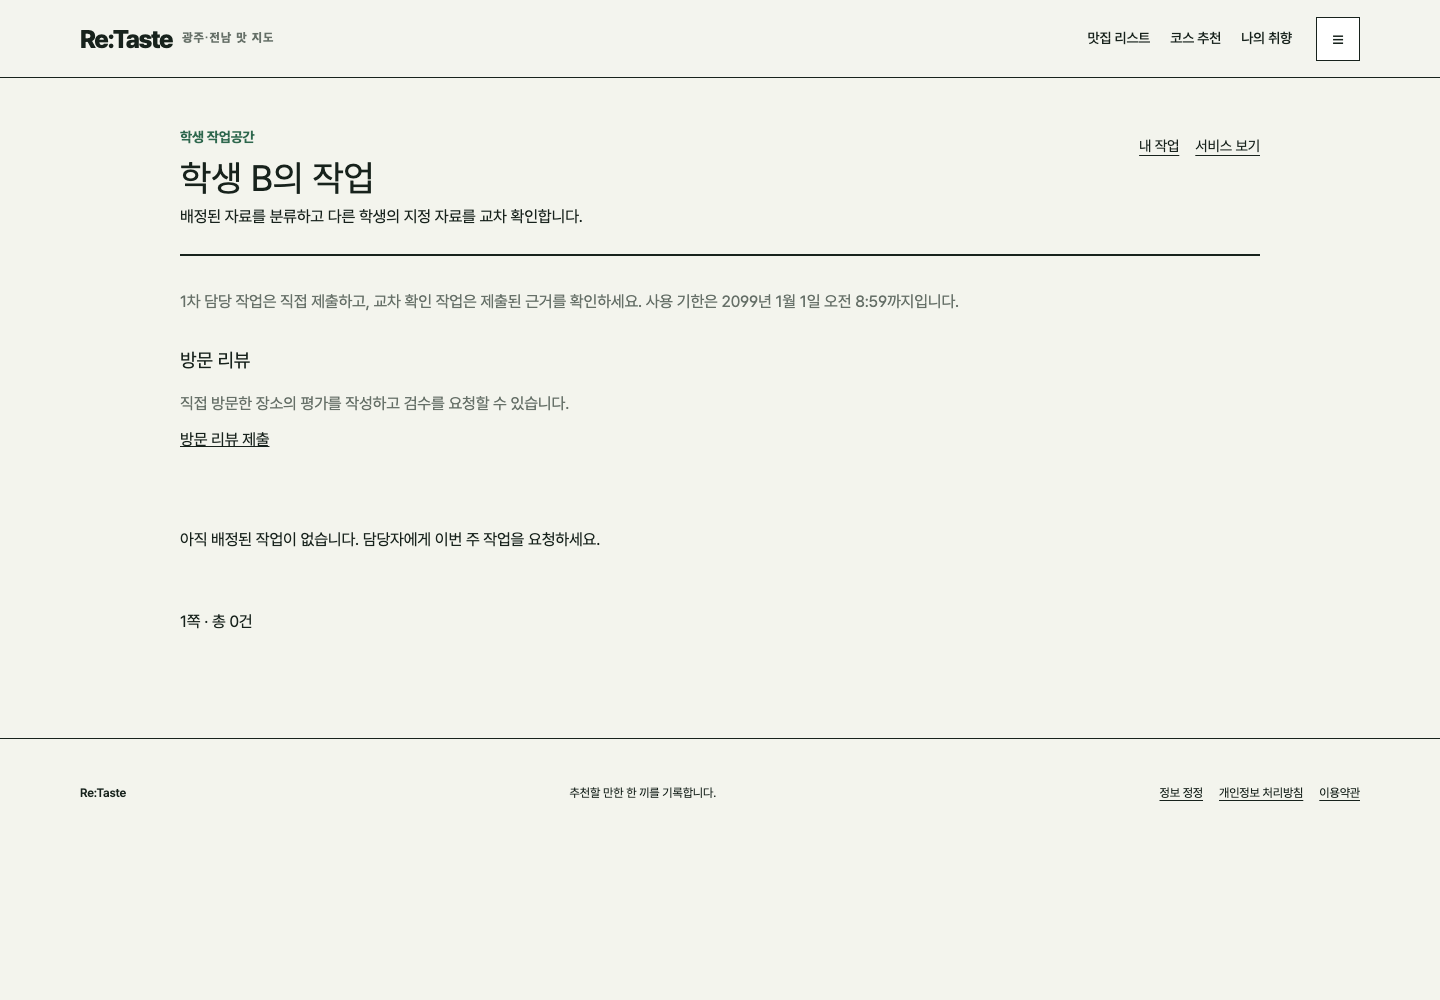 Re:Taste 광주·전남 맛 지도
맛집 리스트 코스 추천 나의 취향
학생 작업공간
내 작업 서비스 보기
학생 B의 작업
배정된 자료를 분류하고 다른 학생의 지정 자료를 교차 확인합니다.
1차 담당 작업은 직접 제출하고, 교차 확인 작업은 제출된 근거를 확인하세요. 사용 기한은 2099년 1월 1일 오전 8:59까지입니다.
방문 리뷰
직접 방문한 장소의 평가를 작성하고 검수를 요청할 수 있습니다.
방문 리뷰 제출
아직 배정된 작업이 없습니다. 담당자에게 이번 주 작업을 요청하세요.
1쪽 · 총 0건
Re:Taste 추천할 만한 한 끼를 기록합니다. 정보 정정 개인정보 처리방침 이용약관